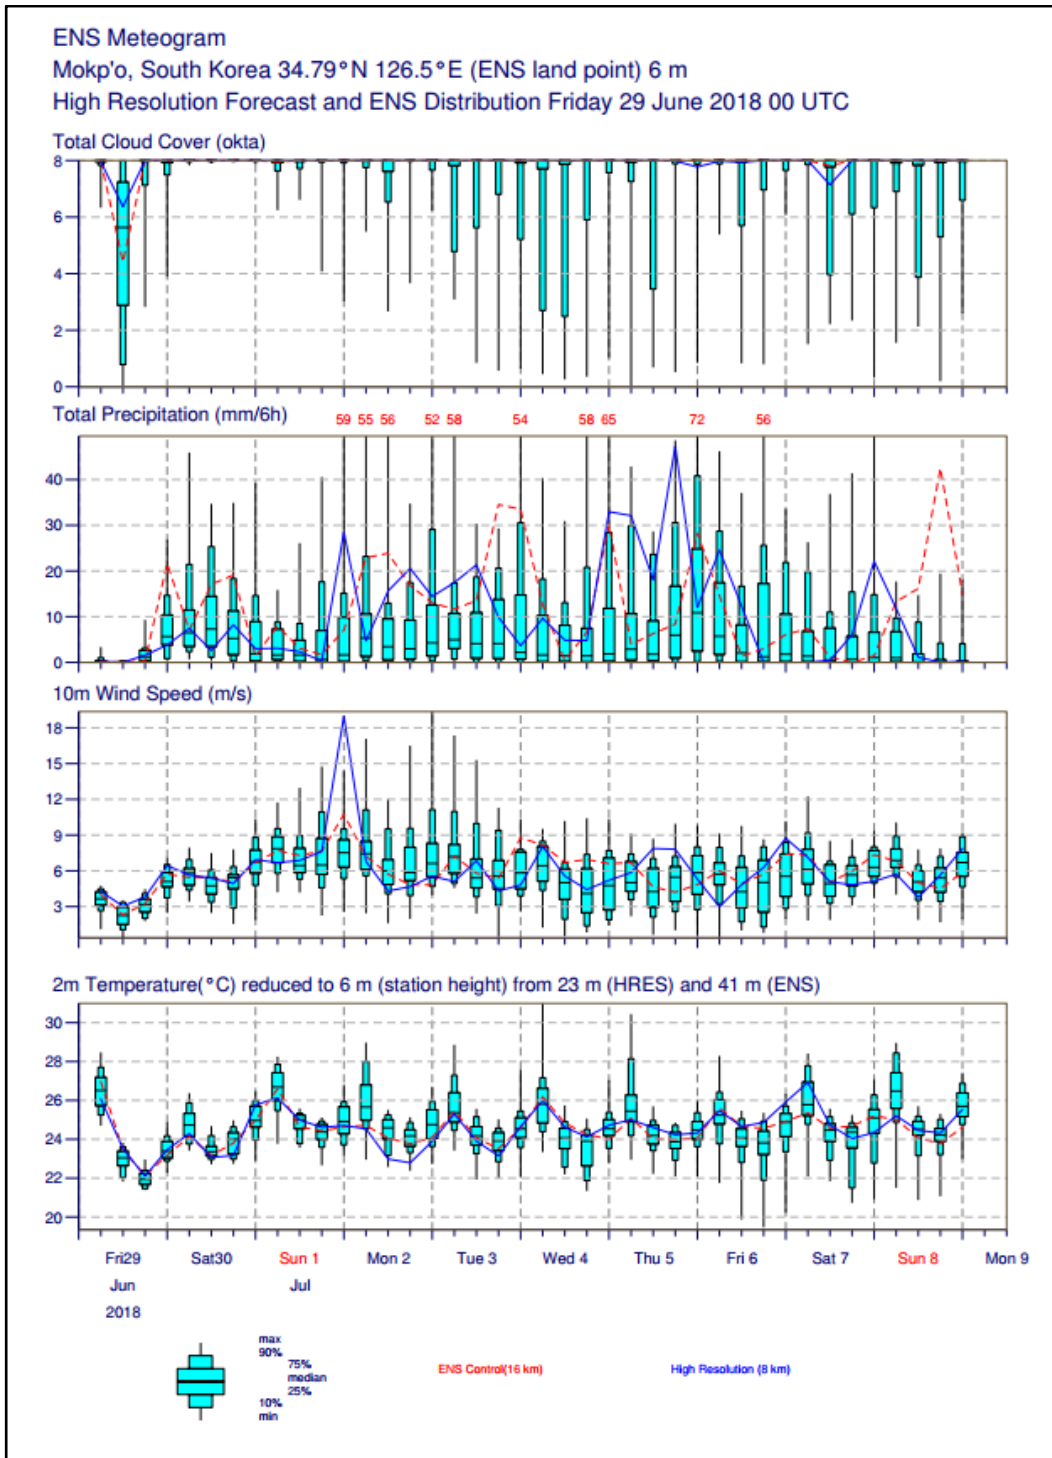 ENS Meteogram
Mokp'o, South Korea 34.79°N 126.5°E (ENS land point) 6 m
High Resolution Forecast and ENS Distribution Friday 29 June 2018 00 UTC
Total Cloud Cover (okta)
8
6
4
2
0
Total Precipitation (mm/6h)
59 55 56 52 58 54 58 65 72 56
40
30
20
10
0
10m Wind Speed (m/s)
18
15
12
9
6
3
2m Temperature(°C) reduced to 6 m (station height) from 23 m (HRES) and 41 m (ENS)
30
28
26
24
22
20
Fri29 Sat30 Sun 1 Mon 2 Tue 3 Wed 4 Thu 5 Fri 6 Sat 7 Sun 8 Mon 9
Jun Jul
2018
max
90%
75%
median
25%
10%
min
ENS Control(16 km)
High Resolution (8 km)